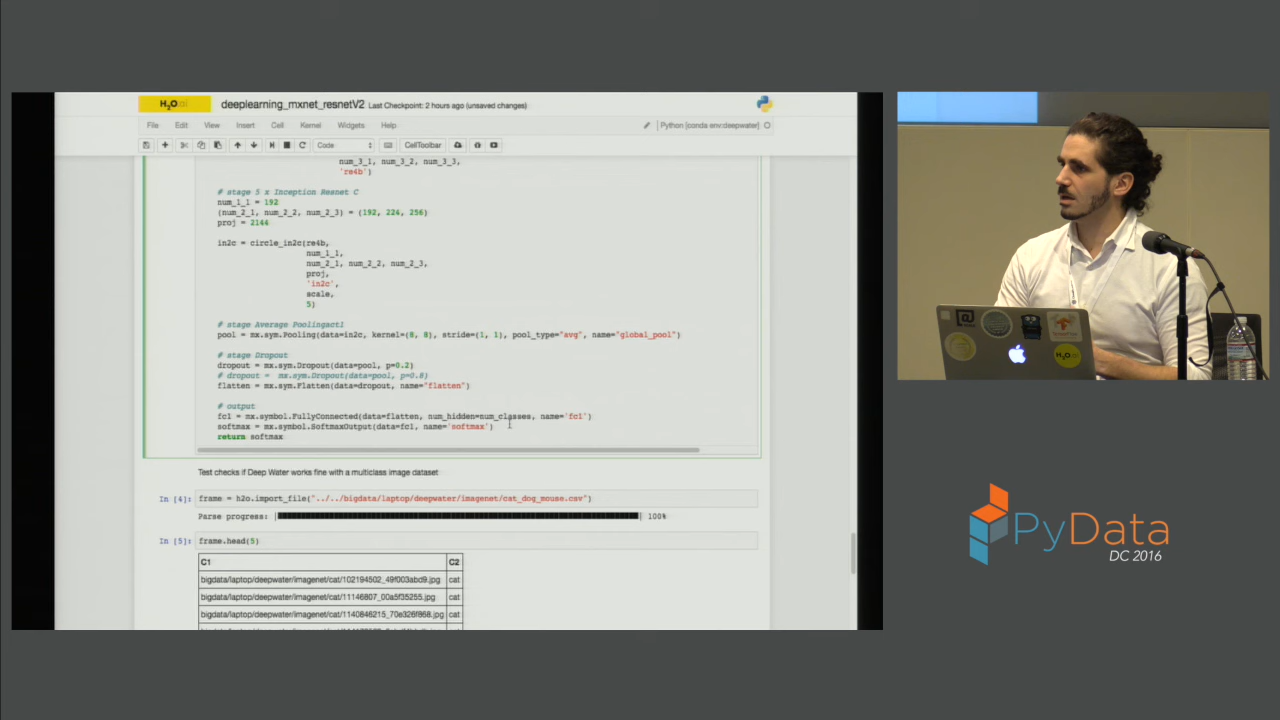 H2O.ai deeplearning_mxnet_resnetV2 Last Checkpoint: 2 hours ago (unsaved changes)
File Edit View Insert Cell Kernel Widgets Help
Python [conda env:deepwater]
Code CellToolbar
num_3_1, num_3_2, num_3_3,
're4b')
# stage 5 x Inception Resnet C
num_1_1 = 192
(num_2_1, num_2_2, num_2_3) = (192, 224, 256)
proj = 2144
in2c = circle_in2c(re4b,
num_1_1,
num_2_1, num_2_2, num_2_3,
proj,
'in2c',
scale,
5)
# stage Average Poolingact1
pool = mx.sym.Pooling(data=in2c, kernel=(8, 8), stride=(1, 1), pool_type="avg", name="global_pool")
# stage Dropout
dropout = mx.sym.Dropout(data=pool, p=0.2)
# dropout =  mx.sym.Dropout(data=pool, p=0.8)
flatten = mx.sym.Flatten(data=dropout, name="flatten")
# output
fc1 = mx.symbol.FullyConnected(data=flatten, num_hidden=num_classes, name='fc1')
softmax = mx.symbol.SoftmaxOutput(data=fc1, name='softmax')
return softmax
Test checks if Deep Water works fine with a multiclass image dataset
In [4]: frame = h2o.import_file("../../bigdata/laptop/deepwater/imagenet/cat_dog_mouse.csv")
Parse progress: 100%
In [5]: frame.head(5)
C1 C2
bigdata/laptop/deepwater/imagenet/cat/102194502_49f003abd9.jpg cat
bigdata/laptop/deepwater/imagenet/cat/11146807_00a5f35255.jpg cat
bigdata/laptop/deepwater/imagenet/cat/1140846215_70e326f868.jpg cat
H2O.ai
PyData
DC 2016